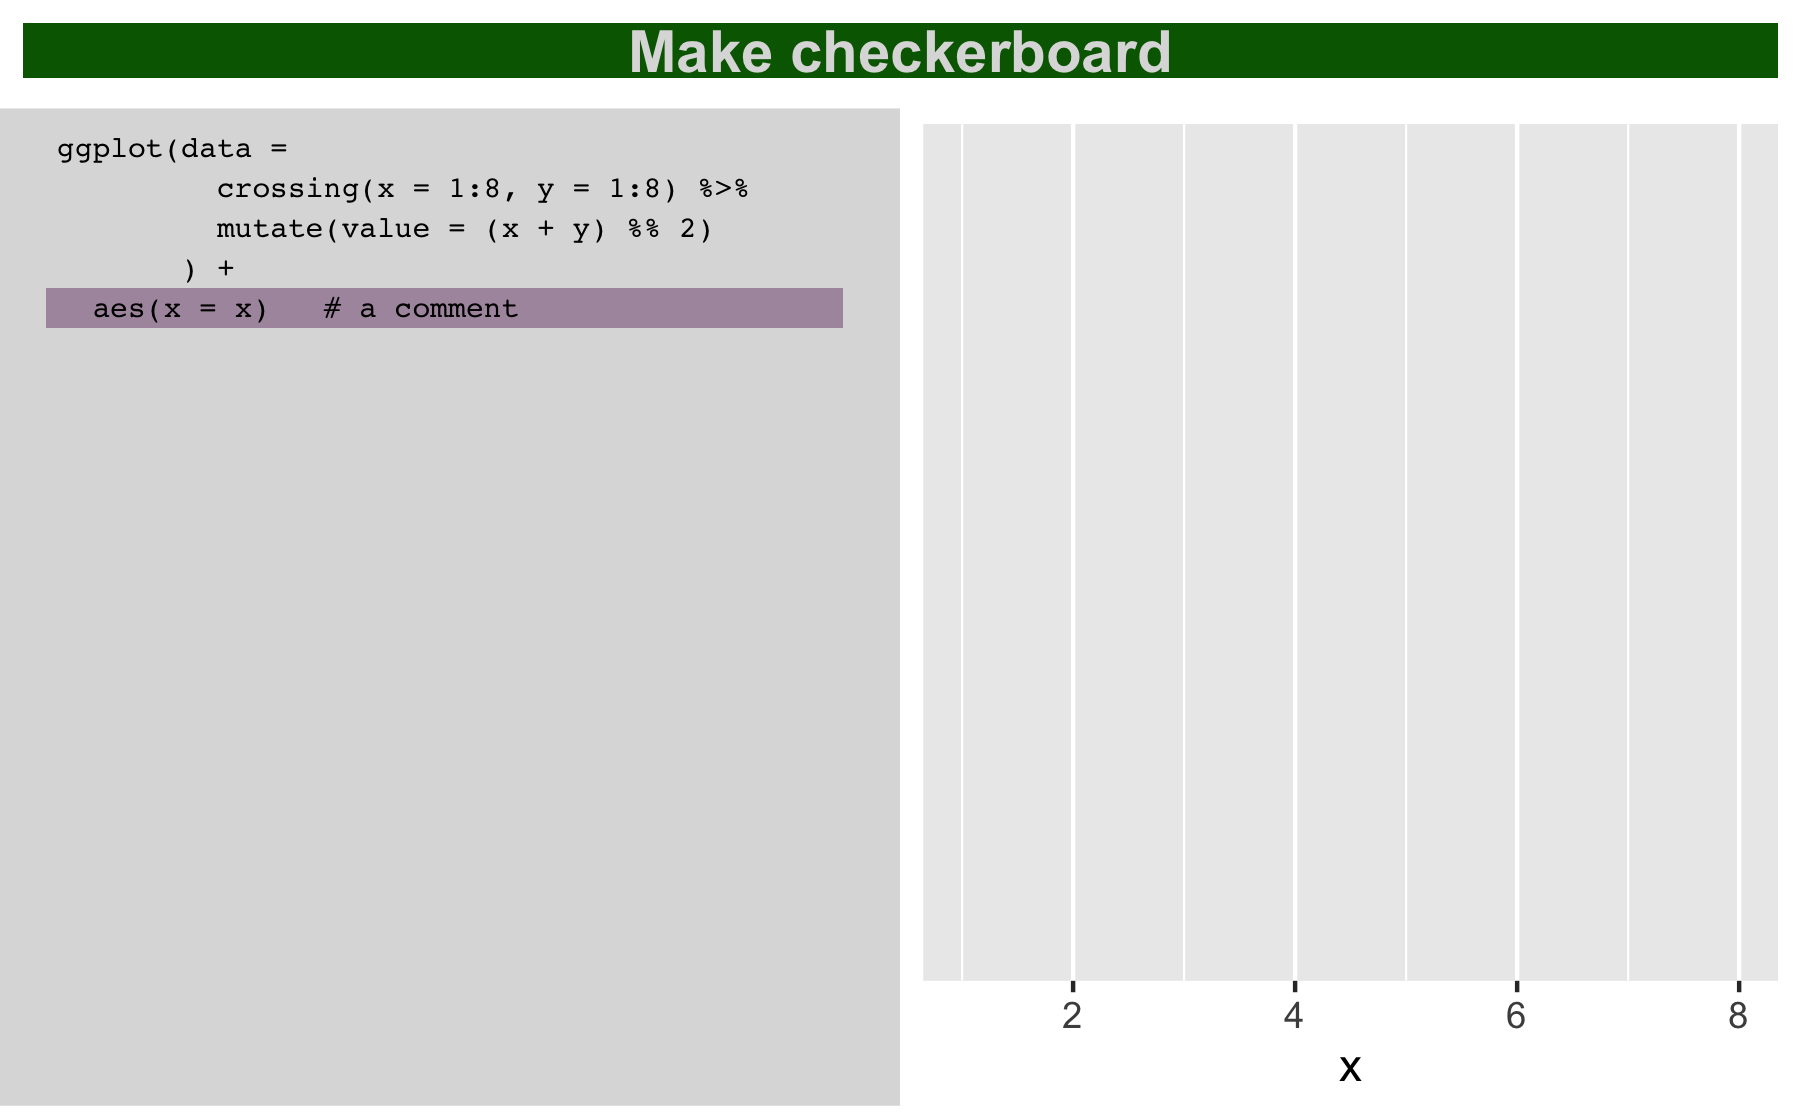 Make checkerboard
ggplot(data =
         crossing(x = 1:8, y = 1:8) %>%
         mutate(value = (x + y) %% 2)
       ) +
  aes(x = x)   # a comment
2 4 6 8
x